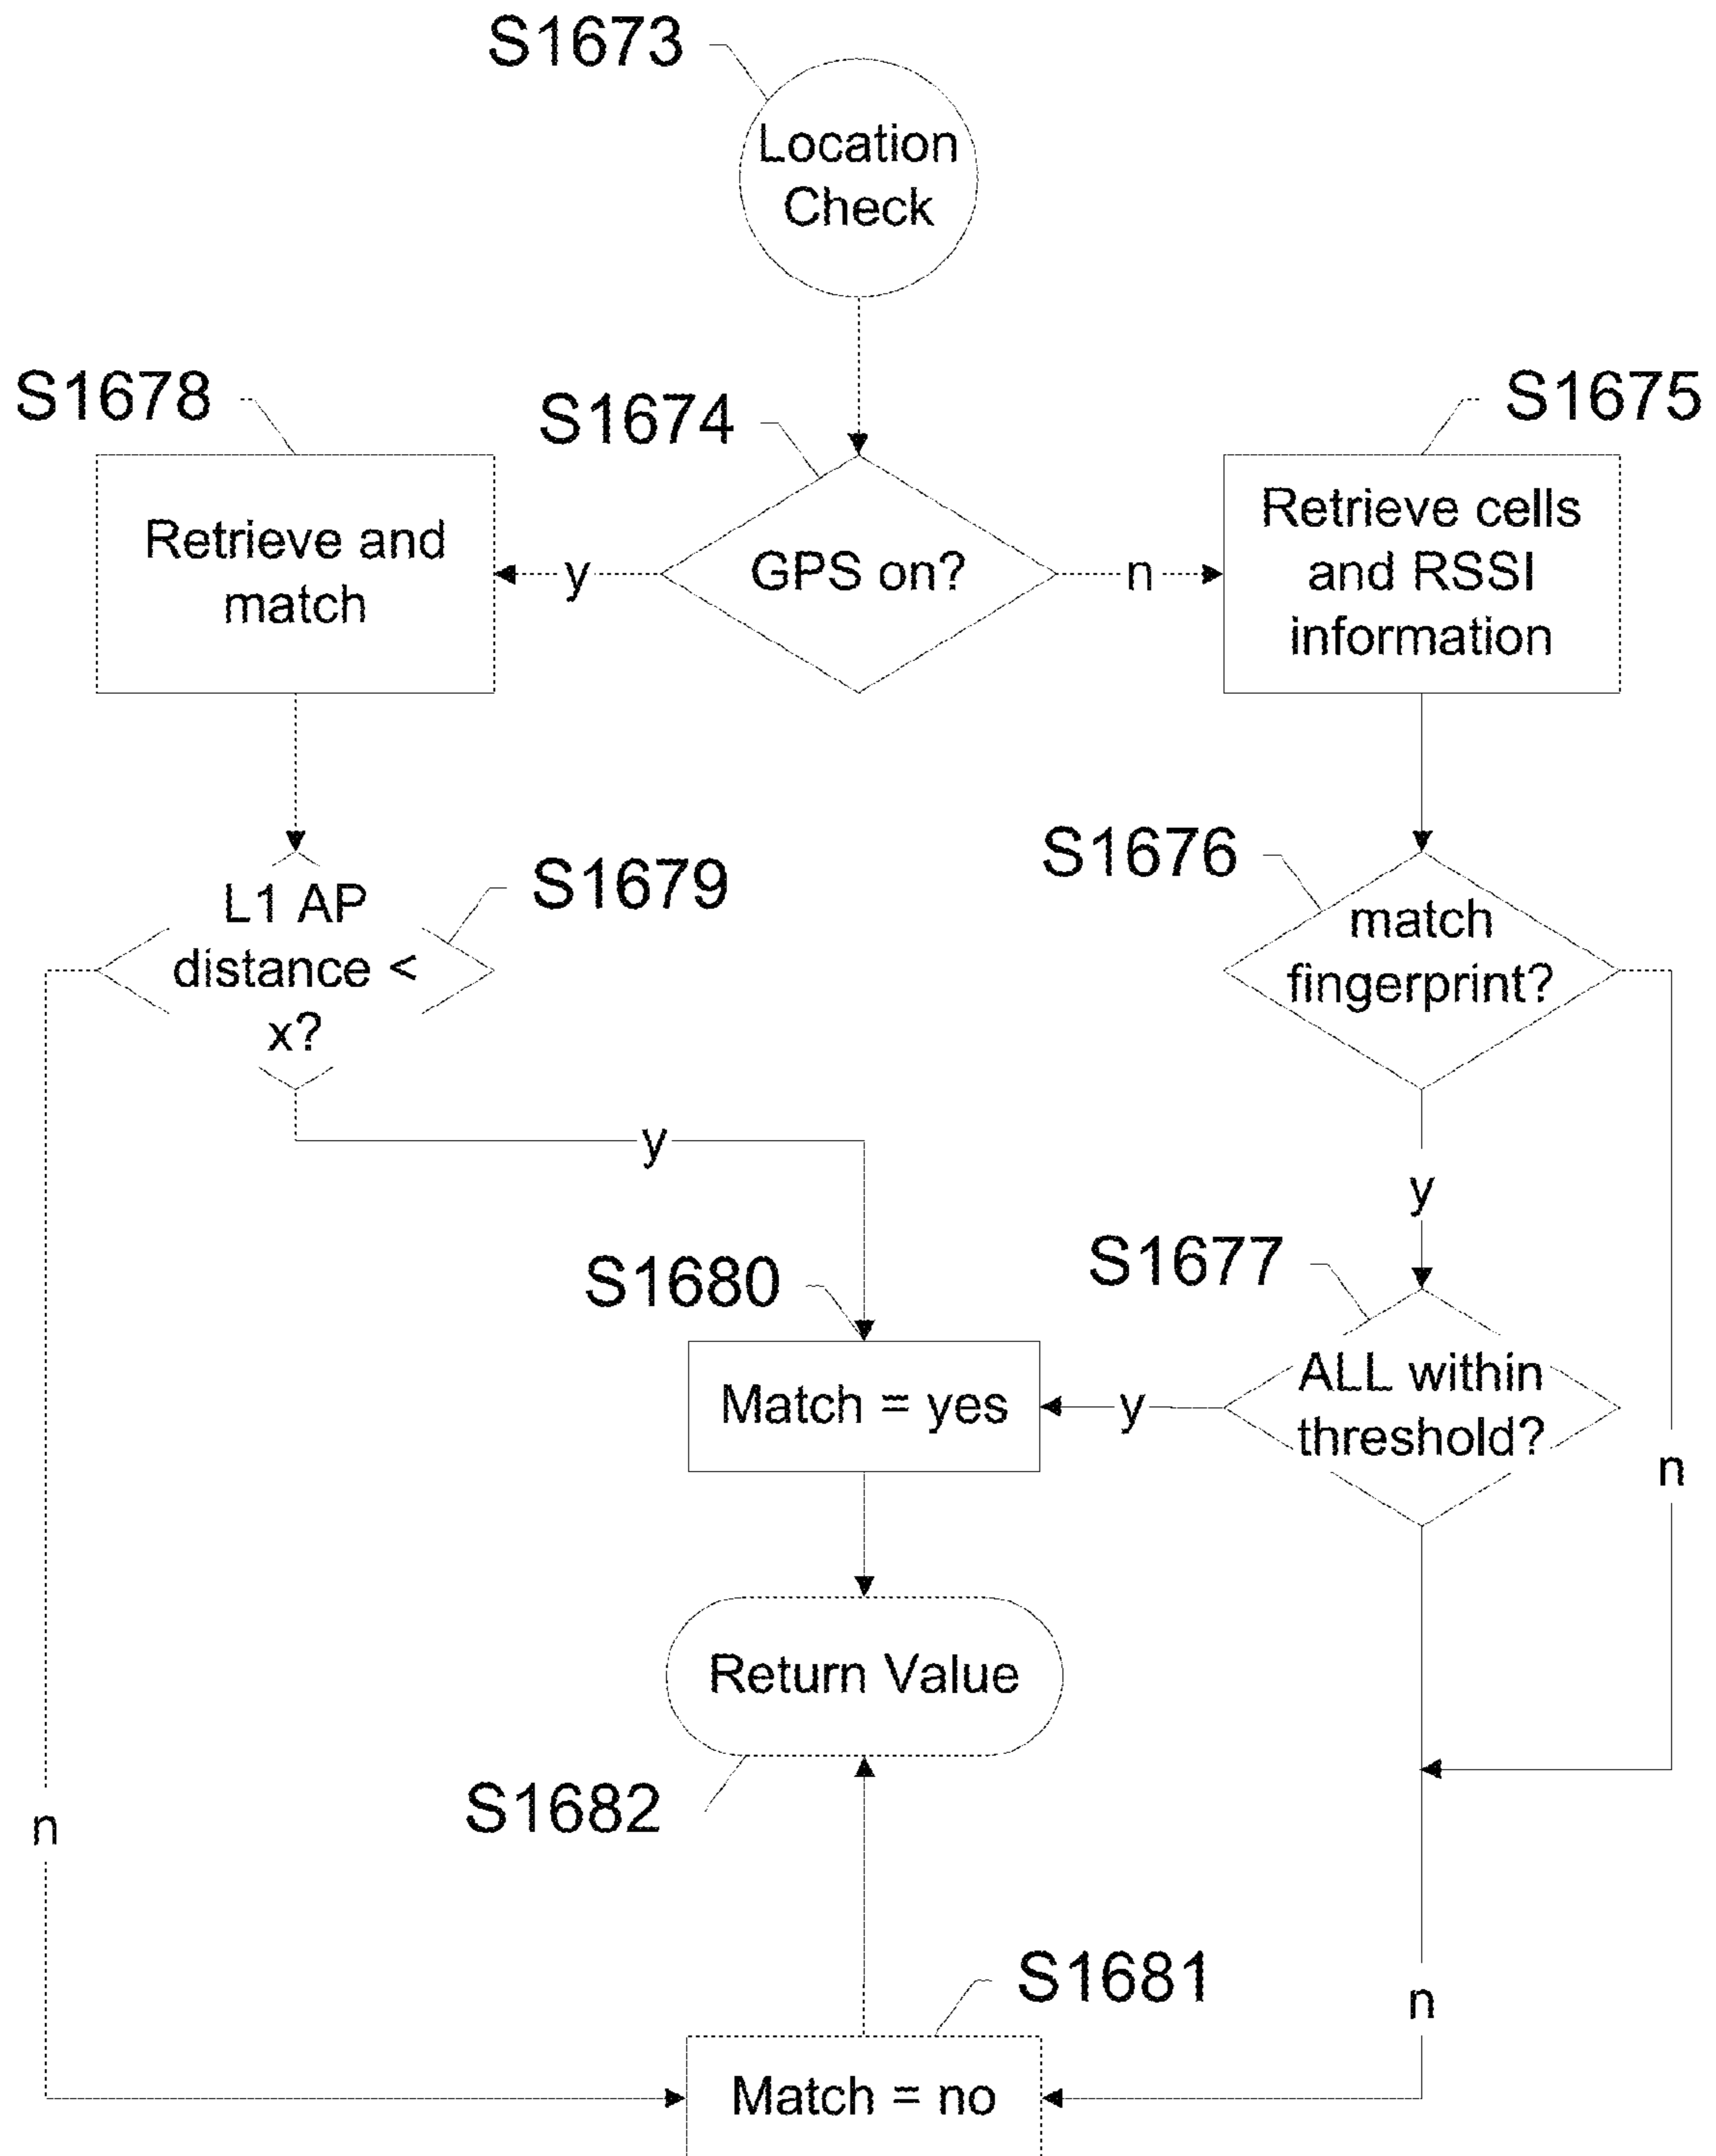 S1673
Location
Check
S1678
S1674
S1675
Retrieve and
match
y
GPS on?
n
Retrieve cells
and RSSI
information
S1679
S1676
L1 AP
distance <
x?
match
fingerprint?
y
y
S1680
S1677
Match = yes
y
ALL within
threshold?
n
Return Value
S1682
n
S1681
n
Match = no